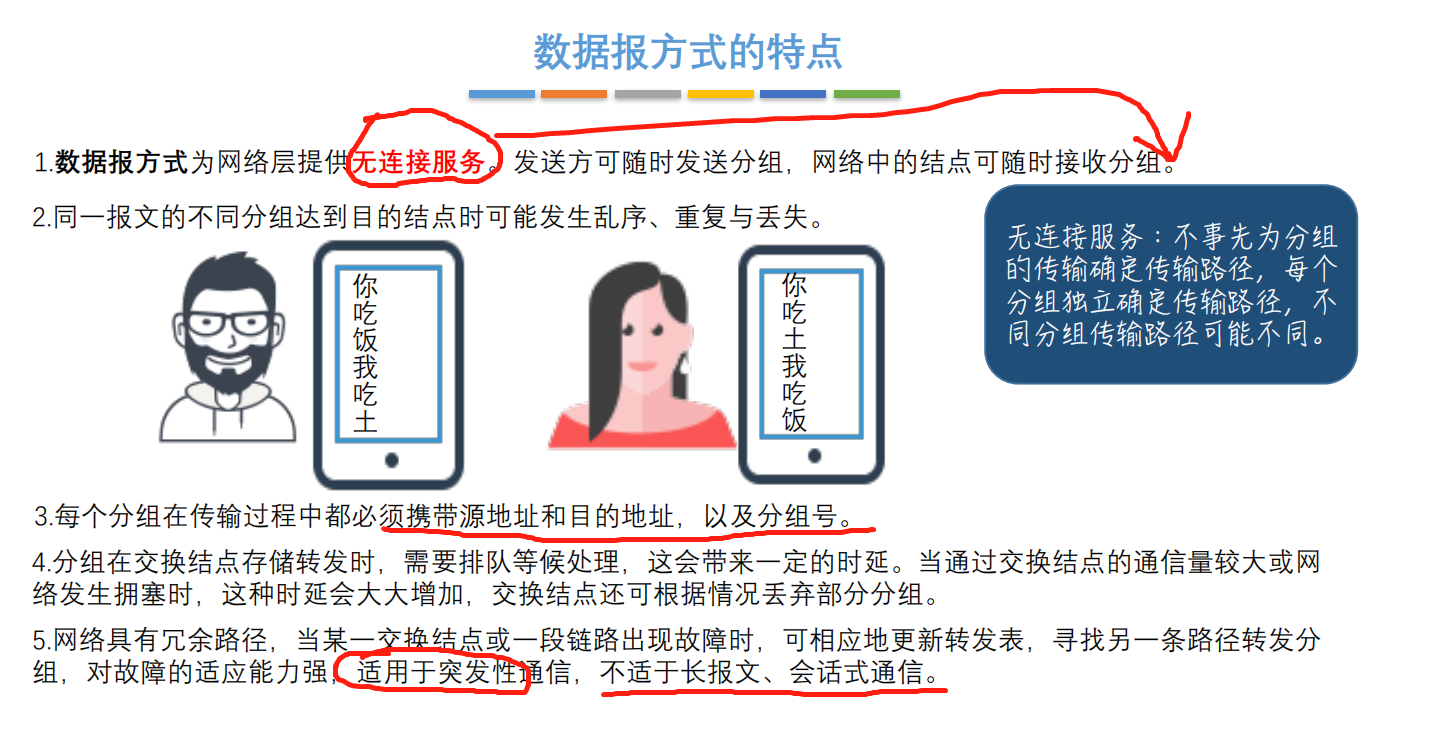 数据报方式的特点
1.数据报方式为网络层提供无连接服务。发送方可随时发送分组，网络中的结点可随时接收分组。
2.同一报文的不同分组达到目的结点时可能发生乱序、重复与丢失。
你
吃
饭
我
吃
土
你
吃
土
我
吃
饭
无连接服务：不事先为分组
的传输确定传输路径，每个
分组独立确定传输路径，不
同分组传输路径可能不同。
3.每个分组在传输过程中都必须携带源地址和目的地址，以及分组号。
4.分组在交换结点存储转发时，需要排队等候处理，这会带来一定的时延。当通过交换结点的通信量较大或网
络发生拥塞时，这种时延会大大增加，交换结点还可根据情况丢弃部分分组。
5.网络具有冗余路径，当某一交换结点或一段链路出现故障时，可相应地更新转发表，寻找另一条路径转发分
组，对故障的适应能力强，适用于突发性通信，不适于长报文、会话式通信。